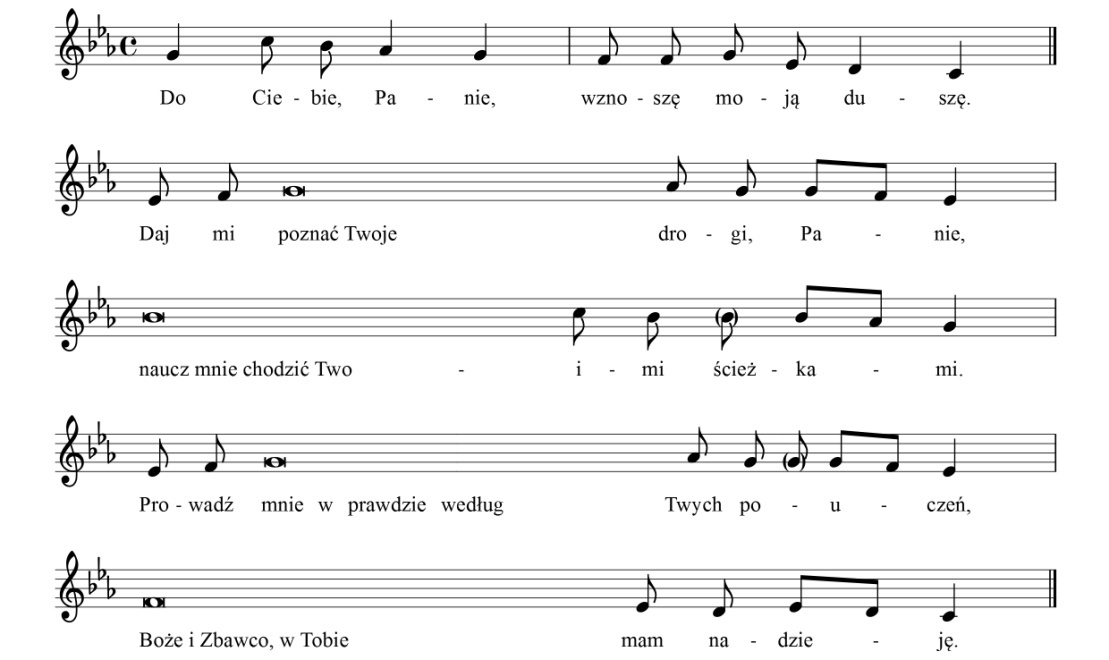 Do Cie - bie, Pa - nie, wzno - szę mo - ją du - szę.
Daj mi poznać Twoje dro - gi, Pa - nie,
naucz mnie chodzić Two - i - mi ścież - ka - mi.
Pro - wadź mnie w prawdzie według Twych po - u - czeń,
Boże i Zbawco, w Tobie mam na - dzie - ję.